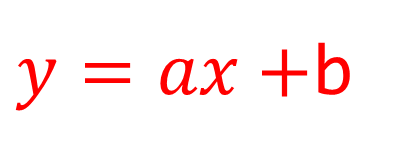 y = ax +b